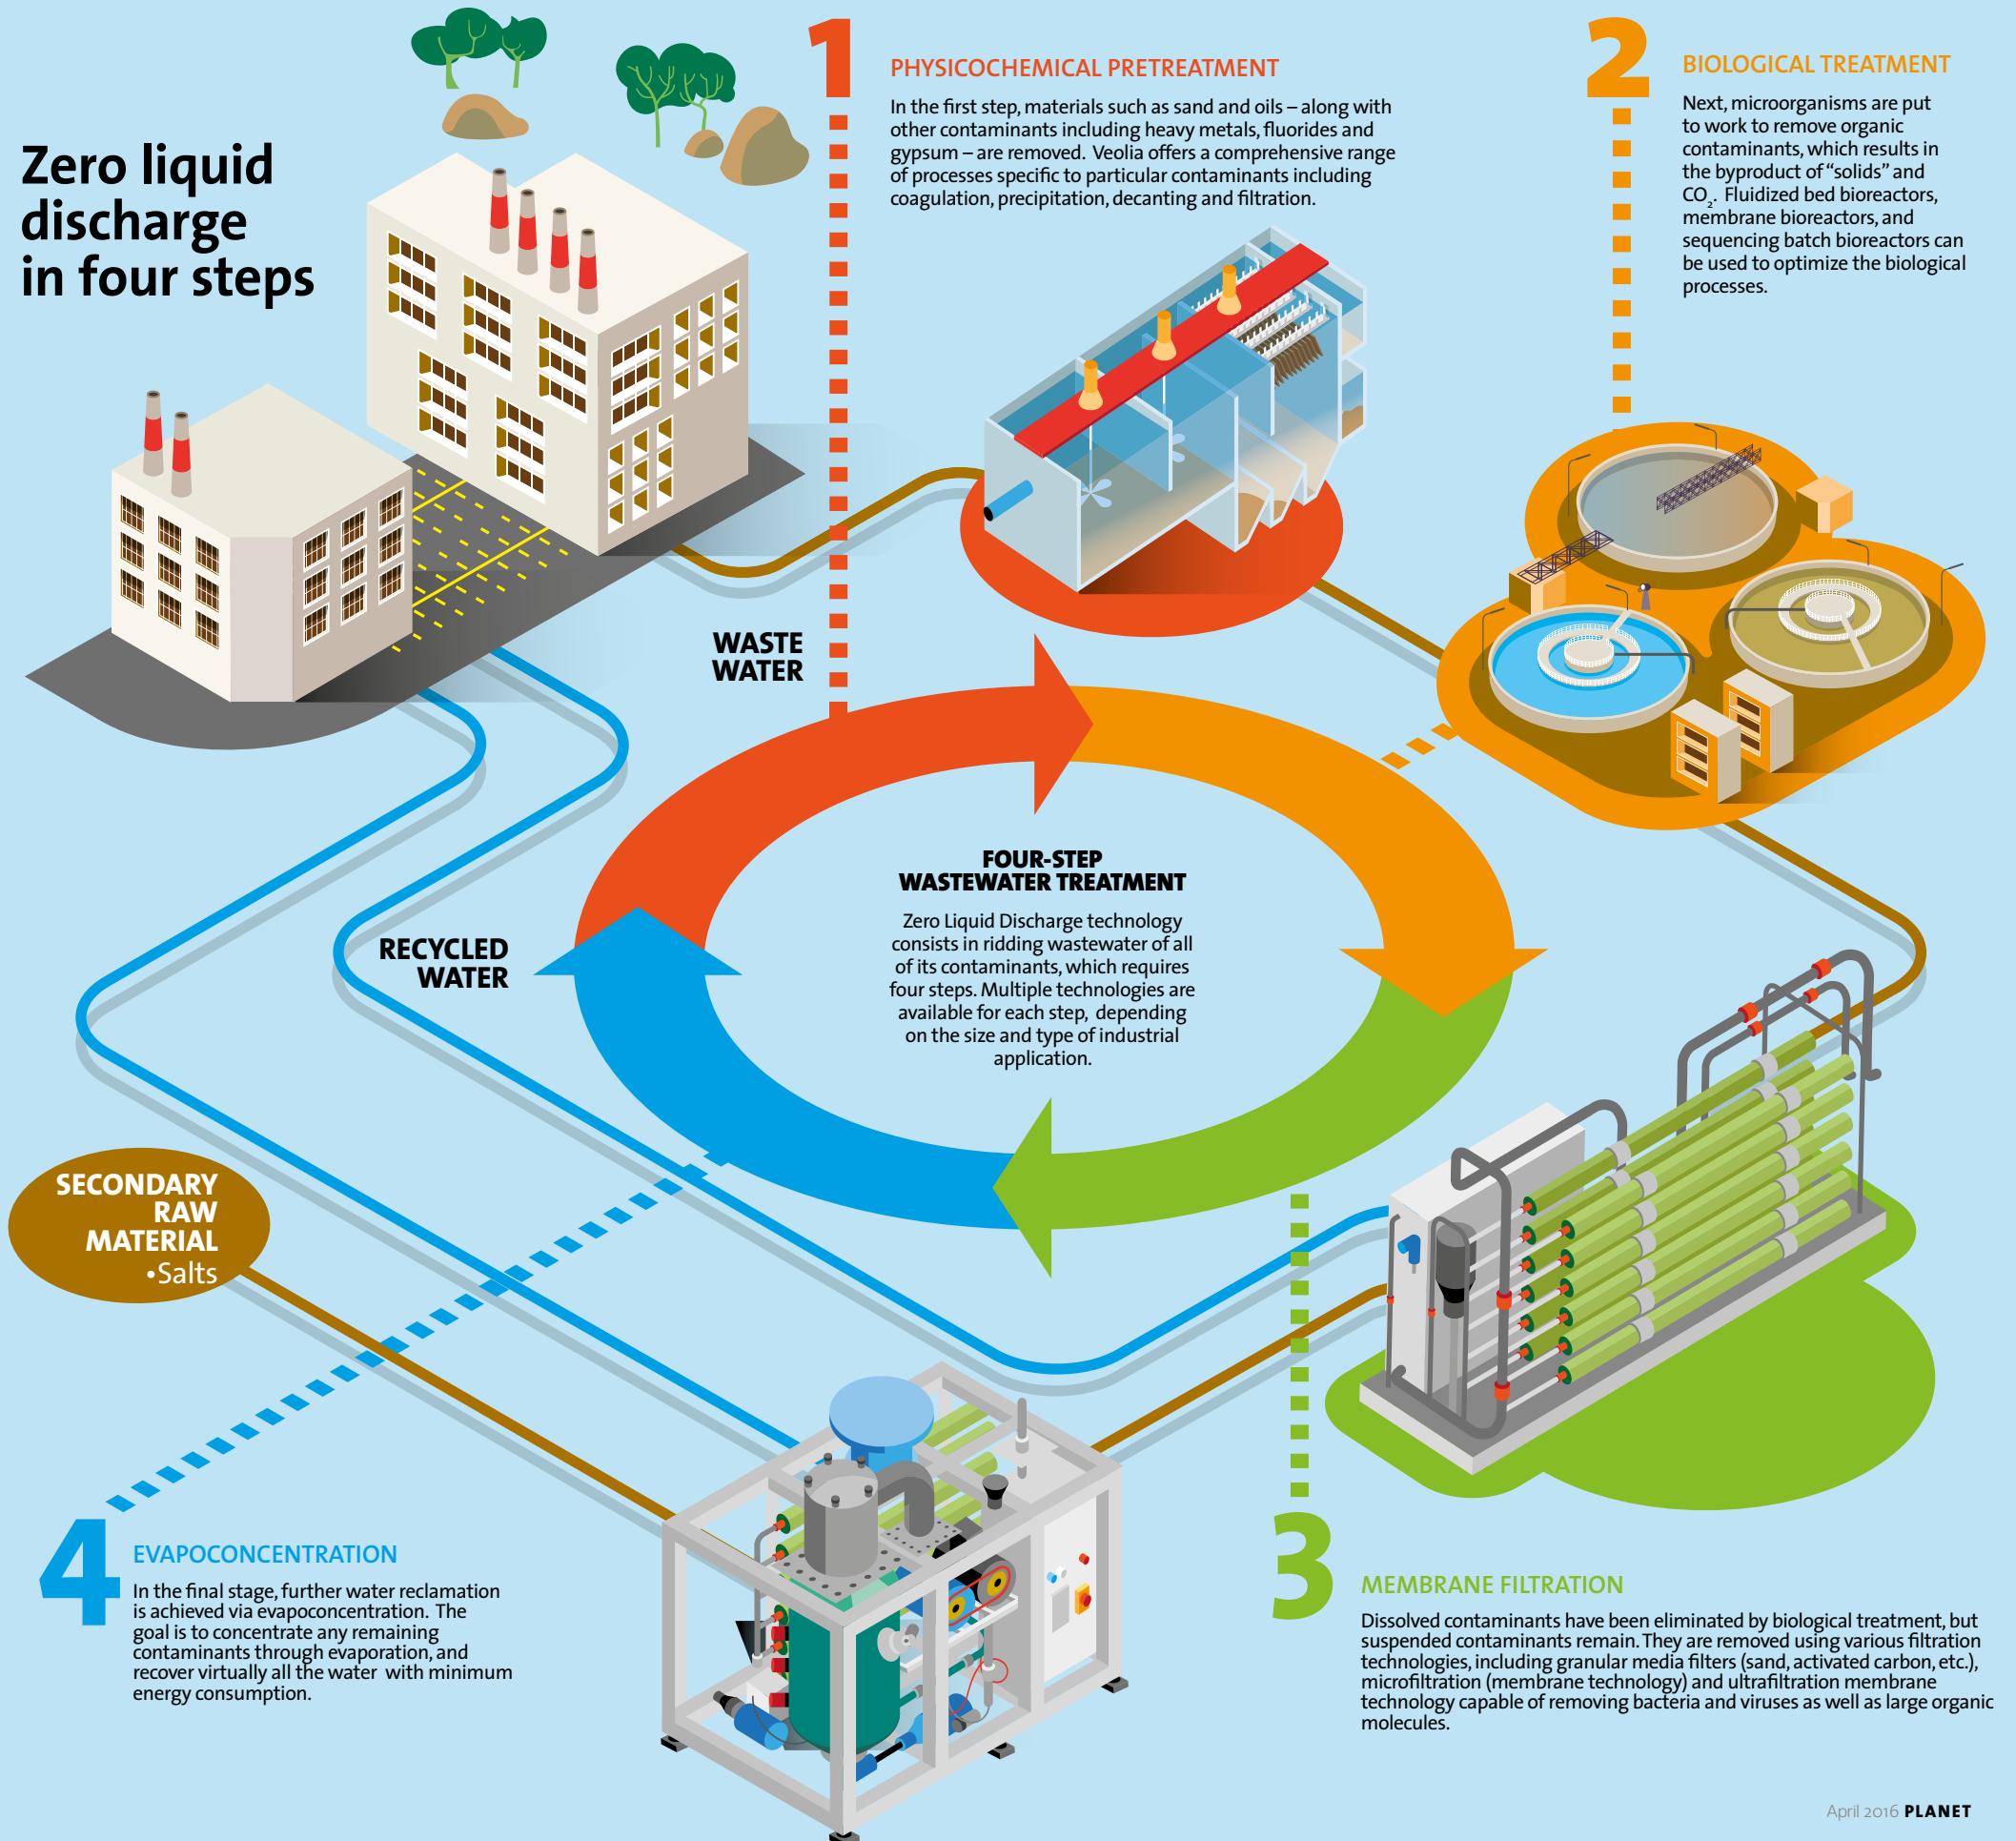 Zero liquid
discharge
in four steps
1
PHYSICOCHEMICAL PRETREATMENT
In the first step, materials such as sand and oils – along with
other contaminants including heavy metals, fluorides and
gypsum – are removed. Veolia offers a comprehensive range
of processes specific to particular contaminants including
coagulation, precipitation, decanting and filtration.
2
BIOLOGICAL TREATMENT
Next, microorganisms are put
to work to remove organic
contaminants, which results in
the byproduct of “solids” and
CO₂. Fluidized bed bioreactors,
membrane bioreactors, and
sequencing batch bioreactors can
be used to optimize the biological
processes.
WASTE
WATER
FOUR-STEP
WASTEWATER TREATMENT
Zero Liquid Discharge technology
consists in ridding wastewater of all
of its contaminants, which requires
four steps. Multiple technologies are
available for each step, depending
on the size and type of industrial
application.
RECYCLED
WATER
SECONDARY
RAW
MATERIAL
•Salts
4
EVAPOCONCENTRATION
In the final stage, further water reclamation
is achieved via evapoconcentration. The
goal is to concentrate any remaining
contaminants through evaporation, and
recover virtually all the water with minimum
energy consumption.
3
MEMBRANE FILTRATION
Dissolved contaminants have been eliminated by biological treatment, but
suspended contaminants remain. They are removed using various filtration
technologies, including granular media filters (sand, activated carbon, etc.),
microfiltration (membrane technology) and ultrafiltration membrane
technology capable of removing bacteria and viruses as well as large organic
molecules.
April 2016 PLANET